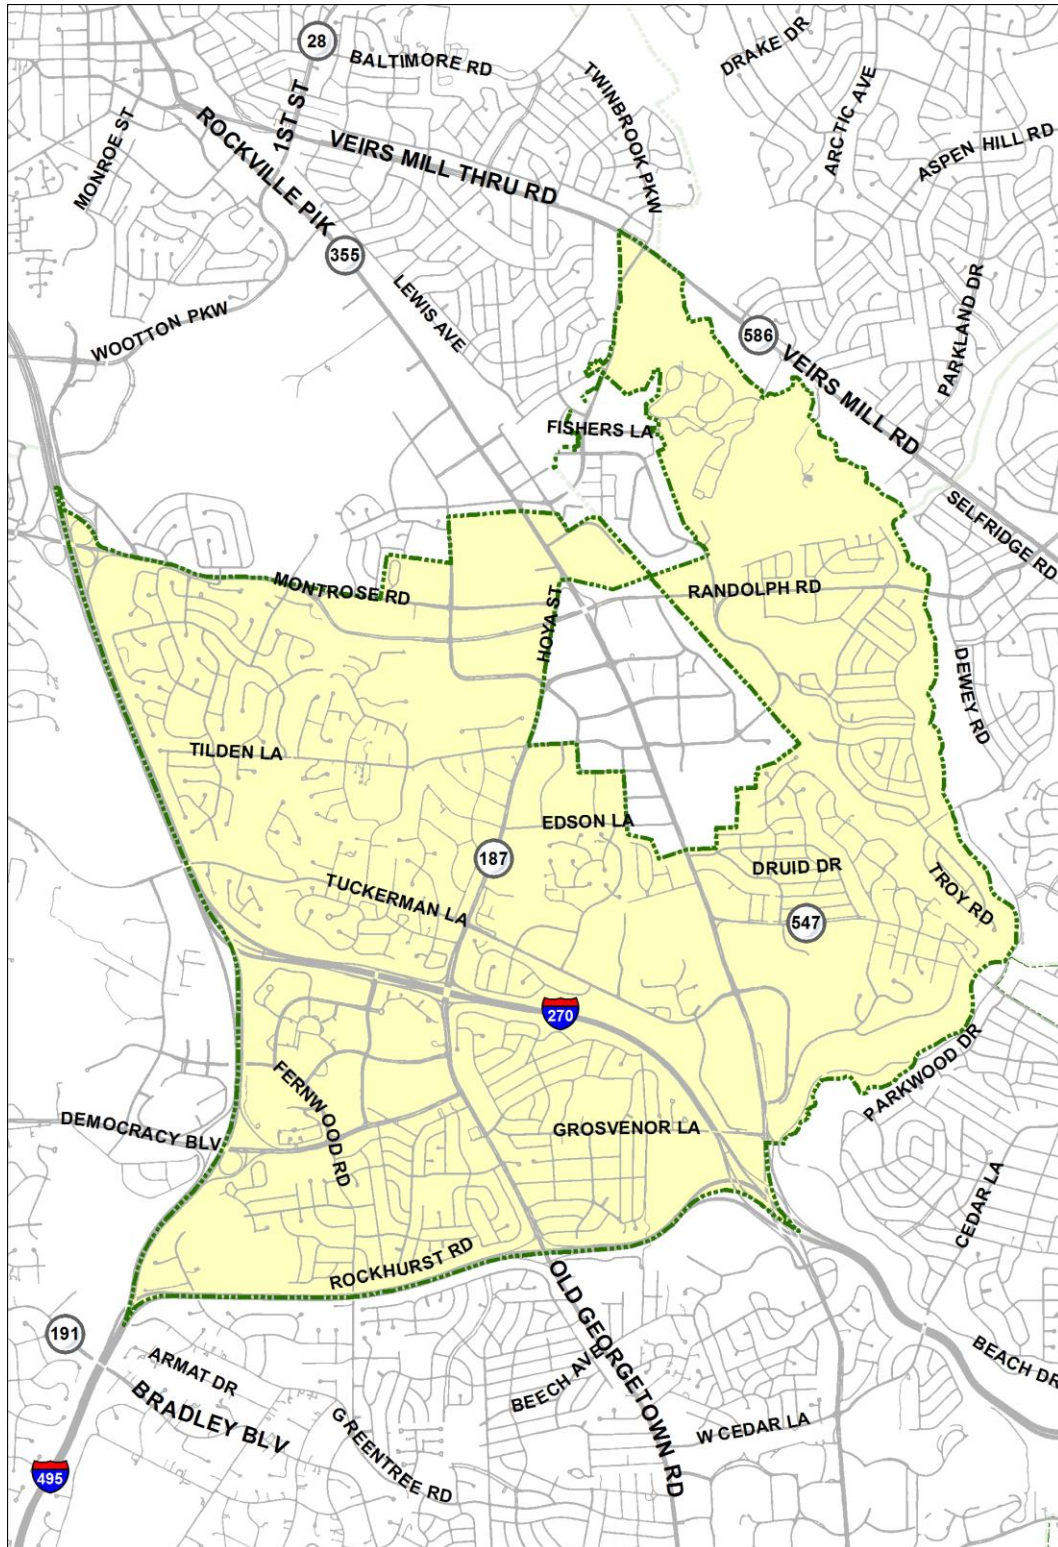 28
BALTIMORE RD
DRAKE DR
TWINBROOK PKW
ARCTIC AVE
1ST ST
MONROE ST
ROCKVILLE PIK
VEIRS MILL THRU RD
ASPEN HILL RD
355
LEWIS AVE
WOOTTON PKW
586
VEIRS MILL RD
PARKLAND DR
FISHERS LA
SELFRIDGE RD
MONTROSE RD
HOYA ST
RANDOLPH RD
DEWEY RD
TILDEN LA
EDSON LA
187
DRUID DR
TROY RD
TUCKERMAN LA
547
270
FERNWOOD RD
PARKWOOD DR
DEMOCRACY BLV
GROSVENOR LA
CEDAR LA
ROCKHURST RD
OLD GEORGETOWN RD
191
ARMAT DR
BEECH AVE
BEACH DR
BRADLEY BLV
GREENTREE RD
W CEDAR LA
495